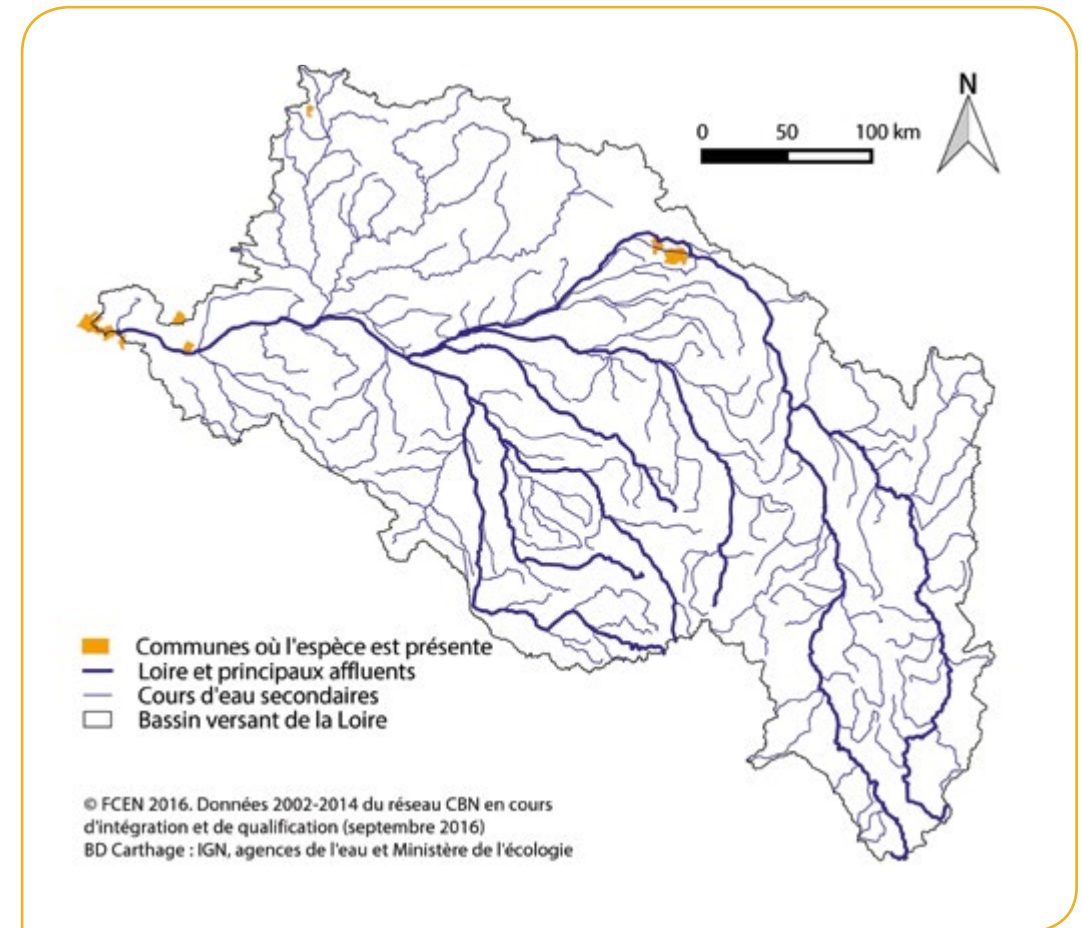 N
0 50 100 km
Communes où l'espèce est présente
Loire et principaux affluents
Cours d'eau secondaires
Bassin versant de la Loire
© FCEN 2016. Données 2002-2014 du réseau CBN en cours
d'intégration et de qualification (septembre 2016)
BD Carthage : IGN, agences de l'eau et Ministère de l'écologie